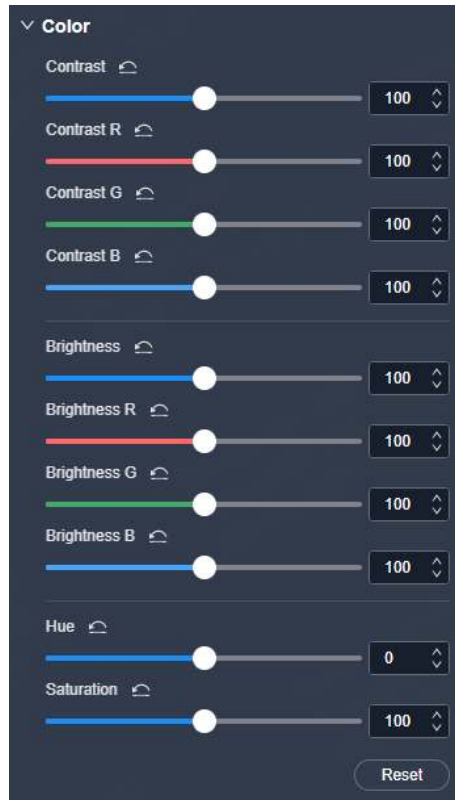 Color
Contrast
100
Contrast R
100
Contrast G
100
Contrast B
100
Brightness
100
Brightness R
100
Brightness G
100
Brightness B
100
Hue
0
Saturation
100
Reset